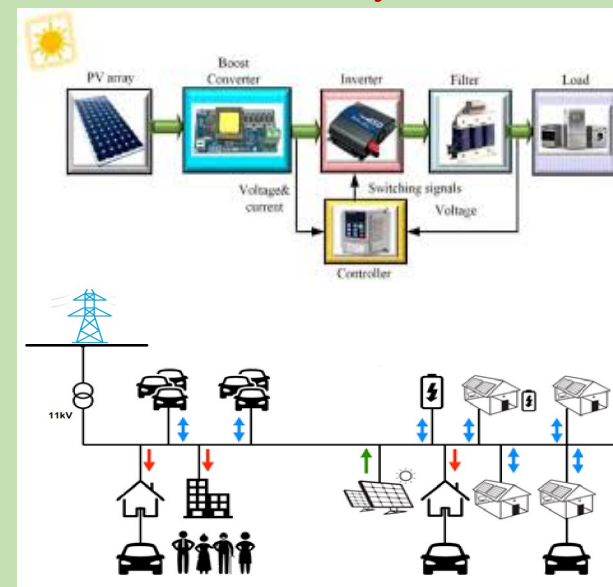 Boost
PV array Converter Inverter Filter Load
Voltage&
current
Switching signals
Voltage
Controller
11kV